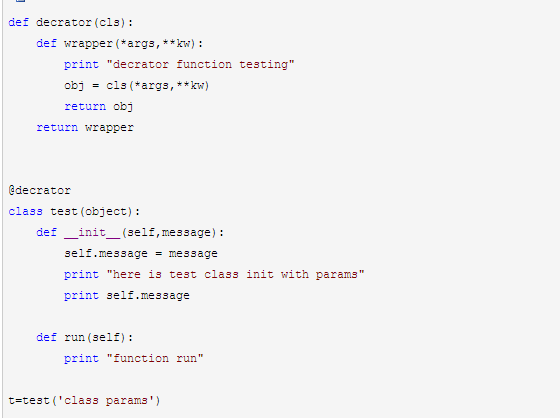 def decrator(cls):
    def wrapper(*args,**kw):
        print "decrator function testing"
        obj = cls(*args,**kw)
        return obj
    return wrapper
@decrator
class test(object):
    def __init__(self,message):
        self.message = message
        print "here is test class init with params"
        print self.message
    def run(self):
        print "function run"
t=test('class params')